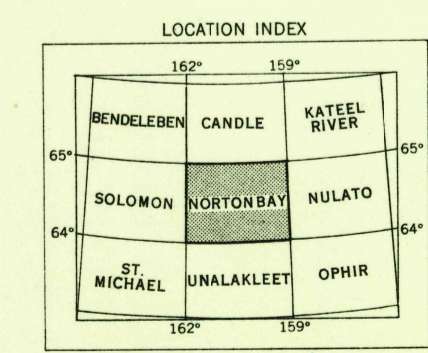 LOCATION INDEX
162° 159°
BENDELEBEN CANDLE KATEEL
RIVER
65° 65°
SOLOMON NORTON BAY NULATO
64° 64°
ST.
MICHAEL UNALAKLEET OPHIR
162° 159°